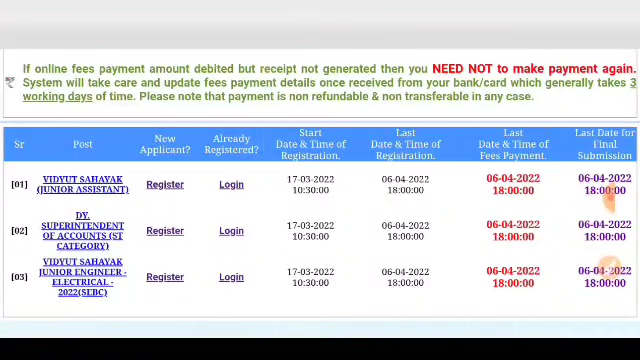 If online fees payment amount debited but receipt not generated then you NEED NOT to make payment again.
System will take care and update fees payment details once received from your bank/card which generally takes 3
working days of time. Please note that payment is non refundable & non transferable in any case.
Sr Post New Applicant? Already Registered? Start Date & Time of Registration. Last Date & Time of Registration. Last Date & Time of Fees Payment. Last Date for Final Submission
[01] VIDYUT SAHAYAK (JUNIOR ASSISTANT) Register Login 17-03-2022 10:30:00 06-04-2022 18:00:00 06-04-2022 18:00:00 06-04-2022 18:00:00
[02] DY. SUPERINTENDENT OF ACCOUNTS (ST CATEGORY) Register Login 17-03-2022 10:30:00 06-04-2022 18:00:00 06-04-2022 18:00:00 06-04-2022 18:00:00
[03] VIDYUT SAHAYAK JUNIOR ENGINEER - ELECTRICAL - 2022(SEBC) Register Login 17-03-2022 10:30:00 06-04-2022 18:00:00 06-04-2022 18:00:00 06-04-2022 18:00:00